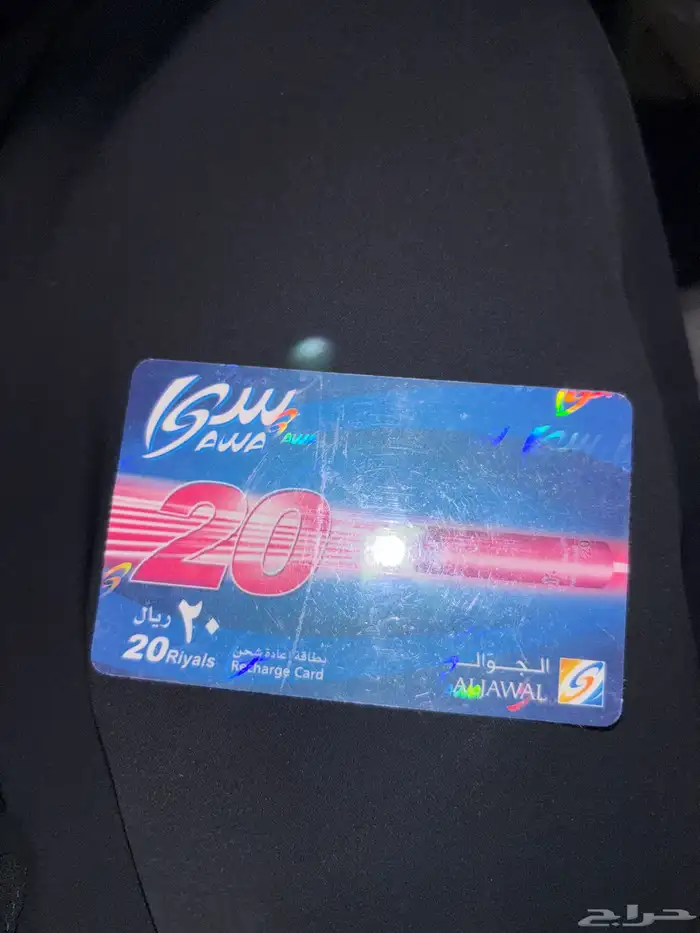 سوا
SAWA
20
٢٠ ريال
20 Riyals
بطاقة إعادة شحن
Recharge Card
الجوال
ALJAWAL
حراج